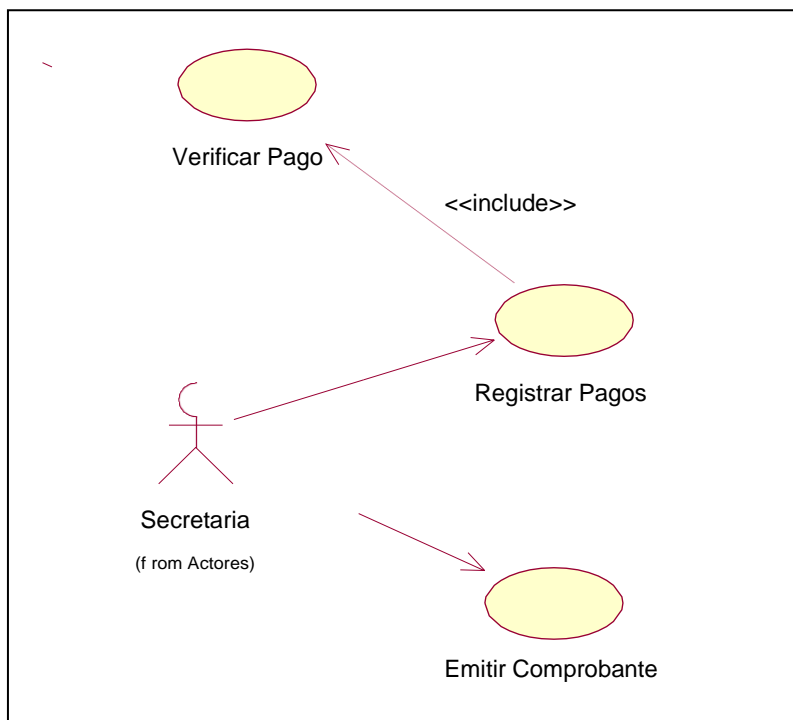 Verificar Pago
<<include>>
Registrar Pagos
Secretaria
(f rom Actores)
Emitir Comprobante